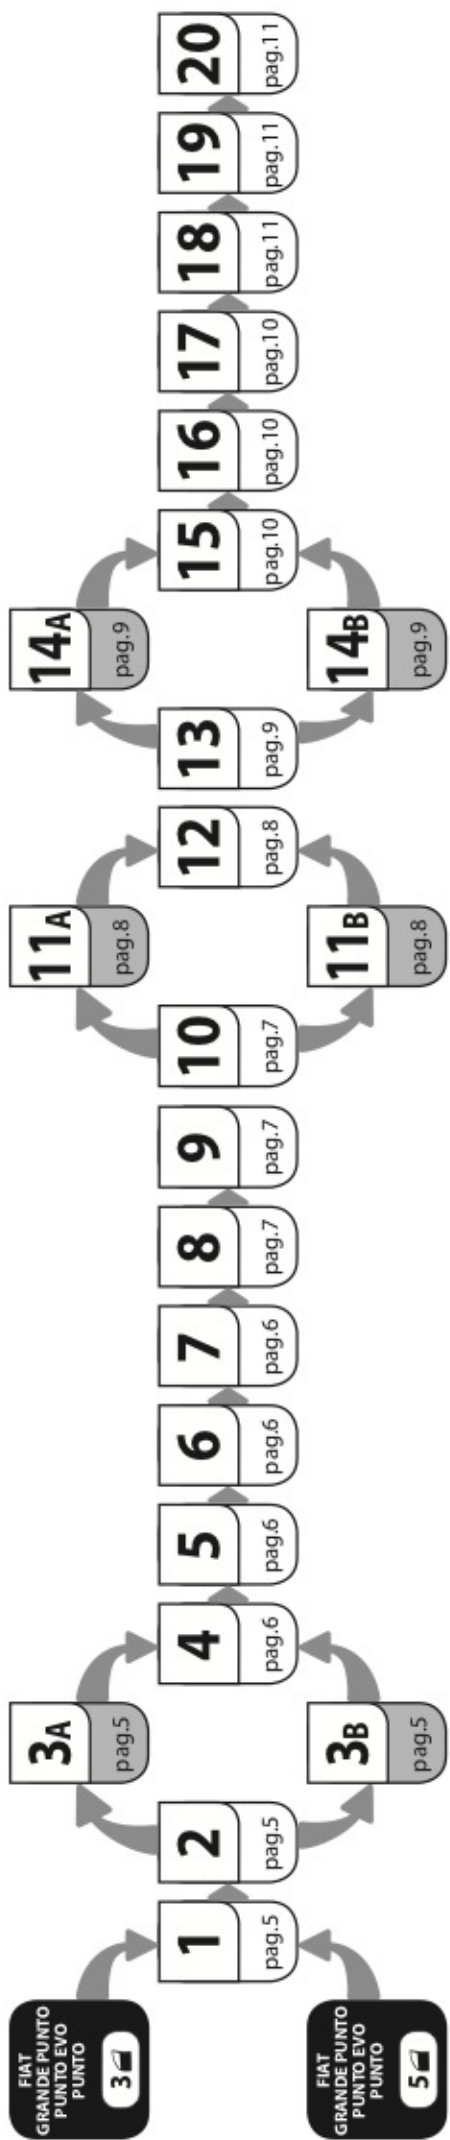 FIAT
GRANDE PUNTO
PUNTO EVO
PUNTO
3
FIAT
GRANDE PUNTO
PUNTO EVO
PUNTO
5
1
pag.5
2
pag.5
3A
pag.5
3B
pag.5
4
pag.6
5
pag.6
6
pag.6
7
pag.6
8
pag.7
9
pag.7
10
pag.7
11A
pag.8
11B
pag.8
12
pag.8
13
pag.9
14A
pag.9
14B
pag.9
15
pag.10
16
pag.10
17
pag.10
18
pag.11
19
pag.11
20
pag.11